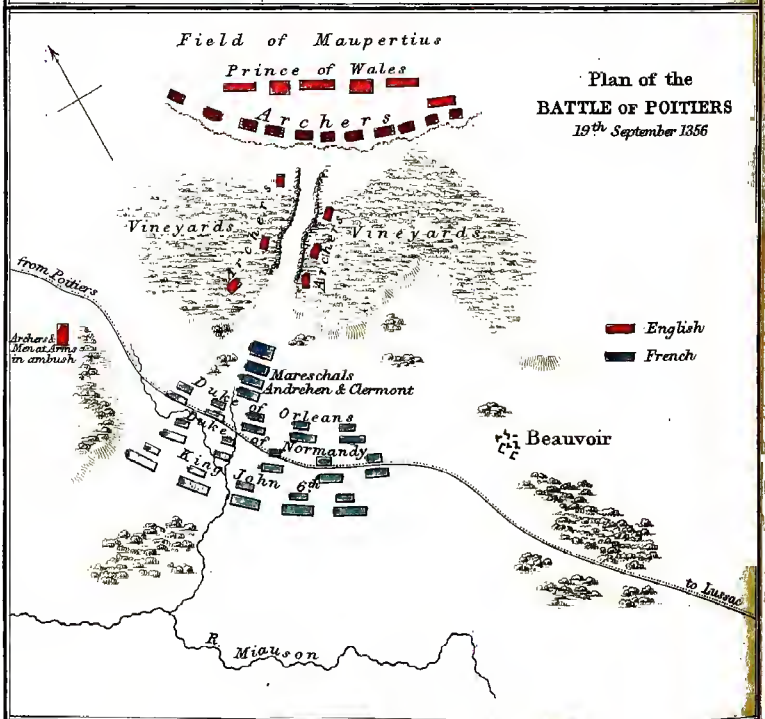 Field of Maupertius
Prince of Wales
Archers
Plan of the
BATTLE OF POITIERS
19th September 1356
Archers
Archers
Vineyards
Vineyards
from Poitiers
Archers &
Men at Arms
in ambush
English
French
Mareschals
Andrehen & Clermont
Duke of Orleans
Duke of Normandy
King John 6th
Beauvoir
to Lussac
R. Miauson